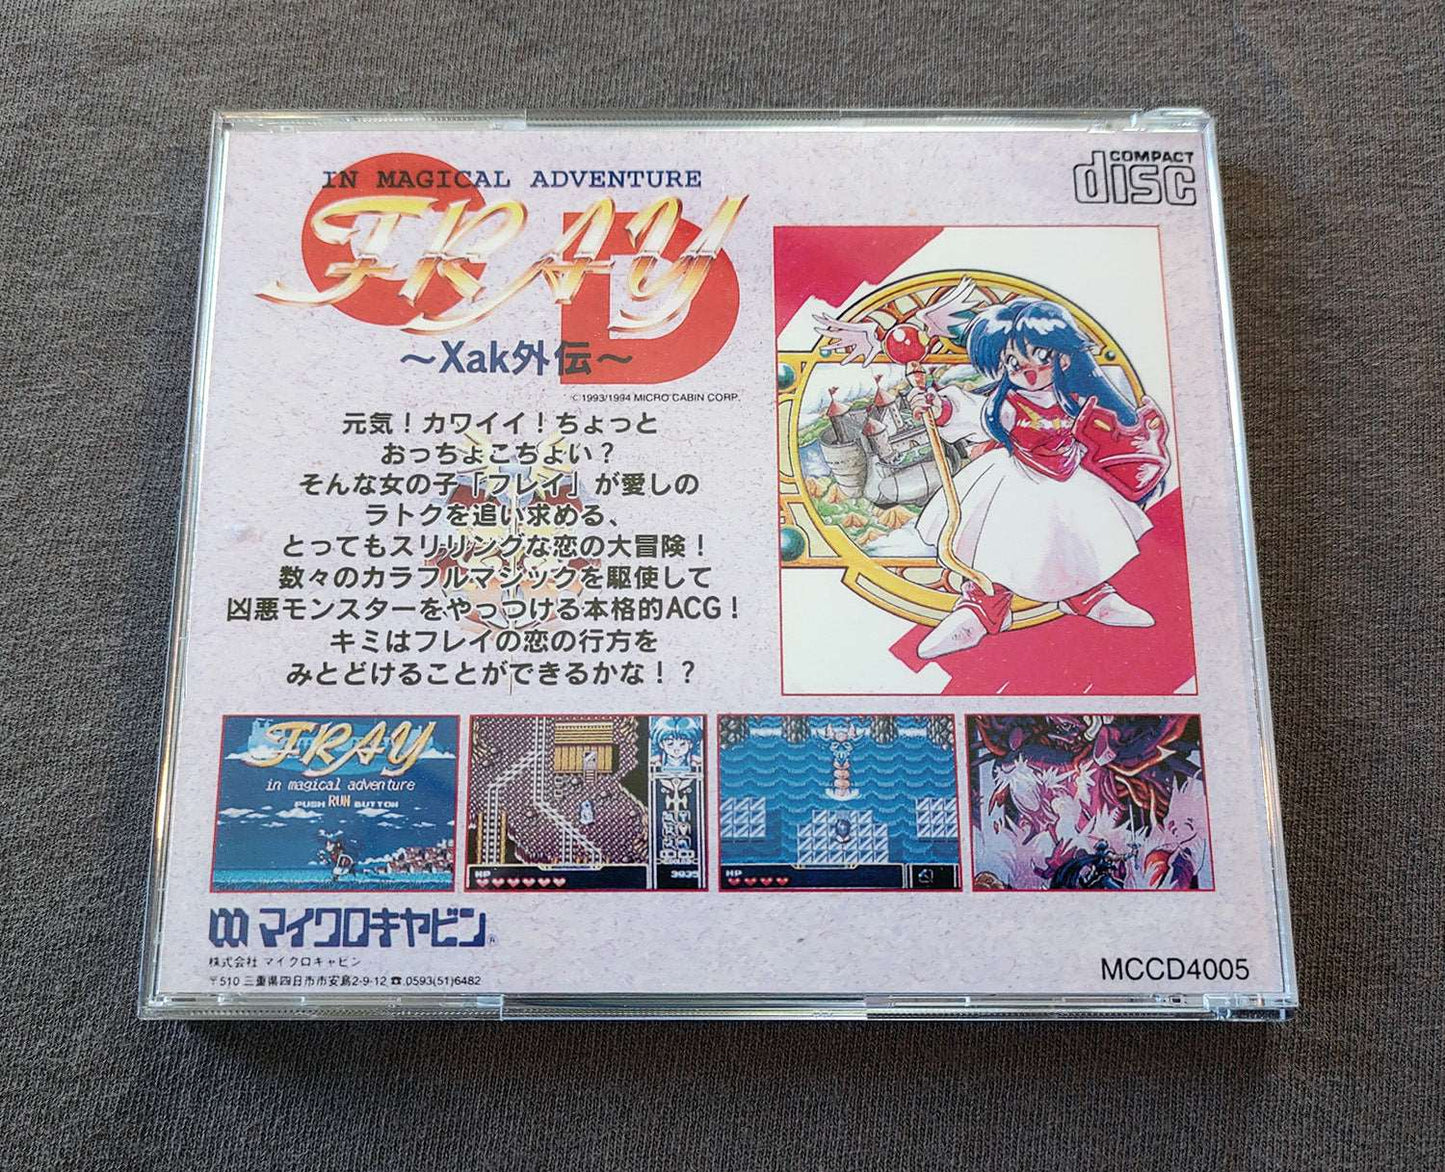 IN MAGICAL ADVENTURE
COMPACT
disc
FRAY
CD
～Xak外伝～
©1993/1994 MICRO CABIN CORP.
元気！カワイイ！ちょっと
おっちょこちょい？
そんな女の子「フレイ」が愛しの
ラトクを追い求める、
とってもスリリングな恋の大冒険！
数々のカラフルマジックを駆使して
凶悪モンスターをやっつける本格的ACG！
キミはフレイの恋の行方を
みとどけることができるかな！？
FRAY
in magical adventure
PUSH RUN BUTTON
HP
3035
HP
マイクロキャビン
株式会社 マイクロキャビン
〒510 三重県四日市市安島2-9-12 ☎0593(51)6482
MCCD4005